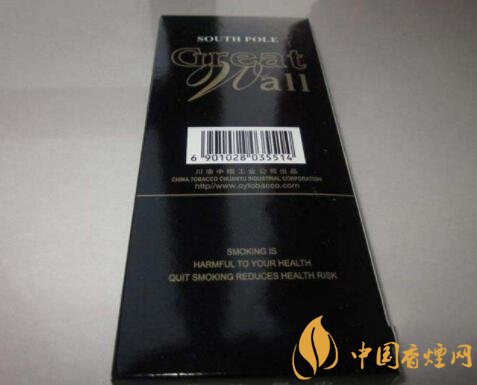 SOUTH POLE
Great
Wall
6 901028 035514
川渝中烟工业公司出品
CHINA TOBACCO CHUANYU INDUSTRIAL CORPORATION
http//www.cytobacco.com
SMOKING IS
HARMFUL TO YOUR HEALTH
QUIT SMOKING REDUCES HEALTH RISK
中国香烟网